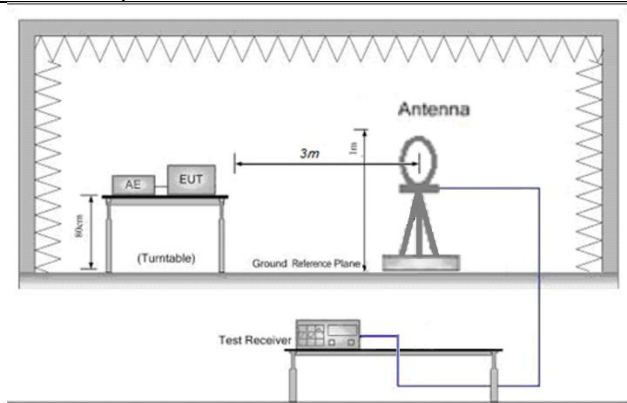 Antenna
3m
1m
AE
EUT
80cm
(Turntable)
Ground Reference Plane
Test Receiver